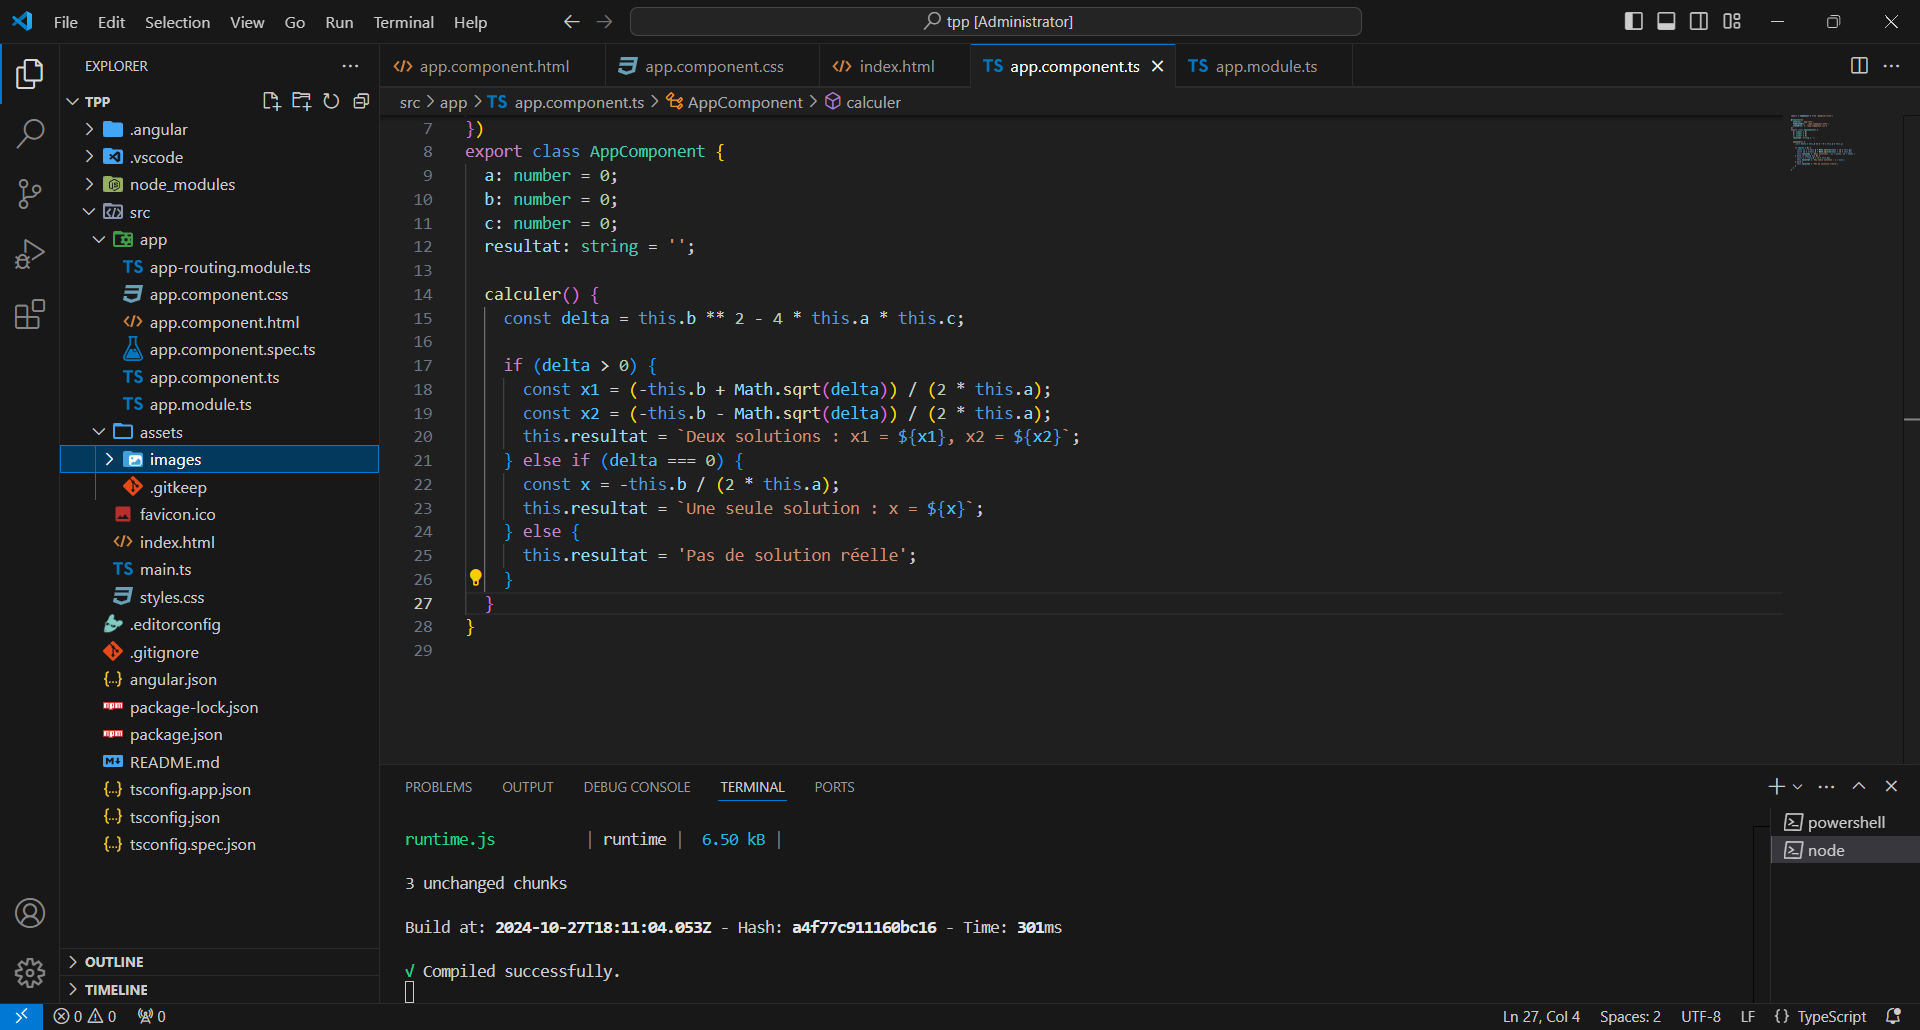 File Edit Selection View Go Run Terminal Help
tpp [Administrator]
EXPLORER
TPP
.angular
.vscode
node_modules
src
app
TS app-routing.module.ts
app.component.css
app.component.html
app.component.spec.ts
TS app.component.ts
TS app.module.ts
assets
images
.gitkeep
favicon.ico
index.html
TS main.ts
styles.css
.editorconfig
.gitignore
{..} angular.json
package-lock.json
package.json
README.md
{..} tsconfig.app.json
{..} tsconfig.json
{..} tsconfig.spec.json
OUTLINE
TIMELINE
app.component.html app.component.css index.html TS app.component.ts TS app.module.ts
src > app > TS app.component.ts > AppComponent > calculer
7 })
8 export class AppComponent {
9 a: number = 0;
10 b: number = 0;
11 c: number = 0;
12 resultat: string = '';
13
14 calculer() {
15 const delta = this.b ** 2 - 4 * this.a * this.c;
16
17 if (delta > 0) {
18 const x1 = (-this.b + Math.sqrt(delta)) / (2 * this.a);
19 const x2 = (-this.b - Math.sqrt(delta)) / (2 * this.a);
20 this.resultat = `Deux solutions : x1 = ${x1}, x2 = ${x2}`;
21 } else if (delta === 0) {
22 const x = -this.b / (2 * this.a);
23 this.resultat = `Une seule solution : x = ${x}`;
24 } else {
25 this.resultat = 'Pas de solution réelle';
26 }
27 }
28 }
29
PROBLEMS OUTPUT DEBUG CONSOLE TERMINAL PORTS
runtime.js | runtime | 6.50 kB |
3 unchanged chunks
Build at: 2024-10-27T18:11:04.053Z - Hash: a4f77c911160bc16 - Time: 301ms
√ Compiled successfully.
powershell
node
0 0 0 Ln 27, Col 4 Spaces: 2 UTF-8 LF {} TypeScript